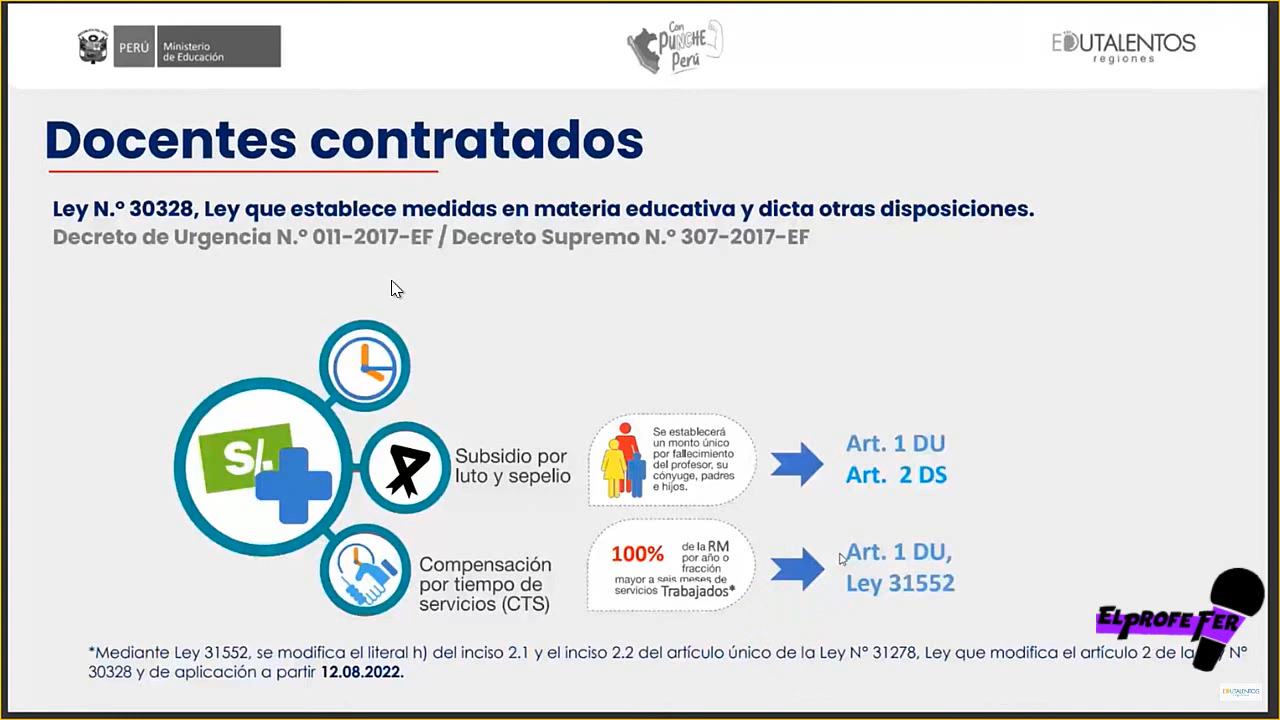 PERÚ
Ministerio
de Educación
Con
PUNCHE
Perú
EDUTALENTOS
regiones
Docentes contratados
Ley N.º 30328, Ley que establece medidas en materia educativa y dicta otras disposiciones.
Decreto de Urgencia N.º 011-2017-EF / Decreto Supremo N.º 307-2017-EF
S/.
Subsidio por
luto y sepelio
Se establecerá
un monto único
por fallecimiento
del profesor, su
cónyuge, padres
e hijos.
Art. 1 DU
Art. 2 DS
Compensación
por tiempo de
servicios (CTS)
100% de la RM
por año o
fracción
mayor a seis meses de
servicios Trabajados*
Art. 1 DU,
Ley 31552
EL PROFE FER
*Mediante Ley 31552, se modifica el literal h) del inciso 2.1 y el inciso 2.2 del artículo único de la Ley N° 31278, Ley que modifica el artículo 2 de la N°
30328 y de aplicación a partir 12.08.2022.
EDUTALENTOS